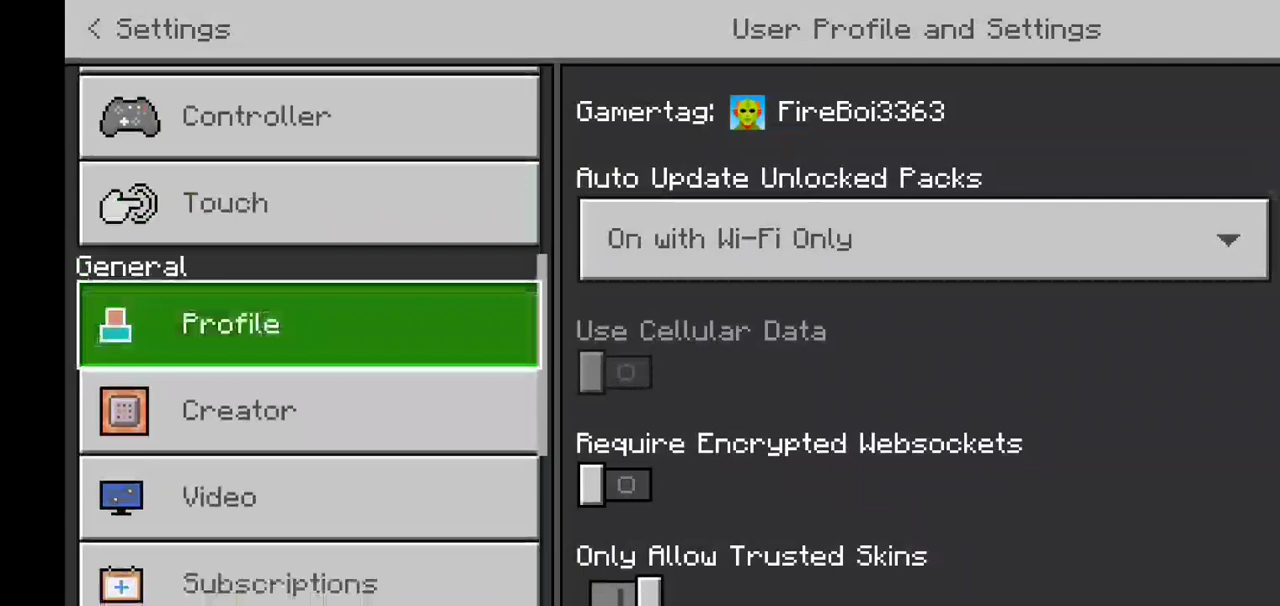 Settings
User Profile and Settings
Controller
Touch
General
Profile
Creator
Video
Subscriptions
Gamertag: FireBoi3363
Auto Update Unlocked Packs
On with Wi-Fi Only
Use Cellular Data
Require Encrypted Websockets
Only Allow Trusted Skins